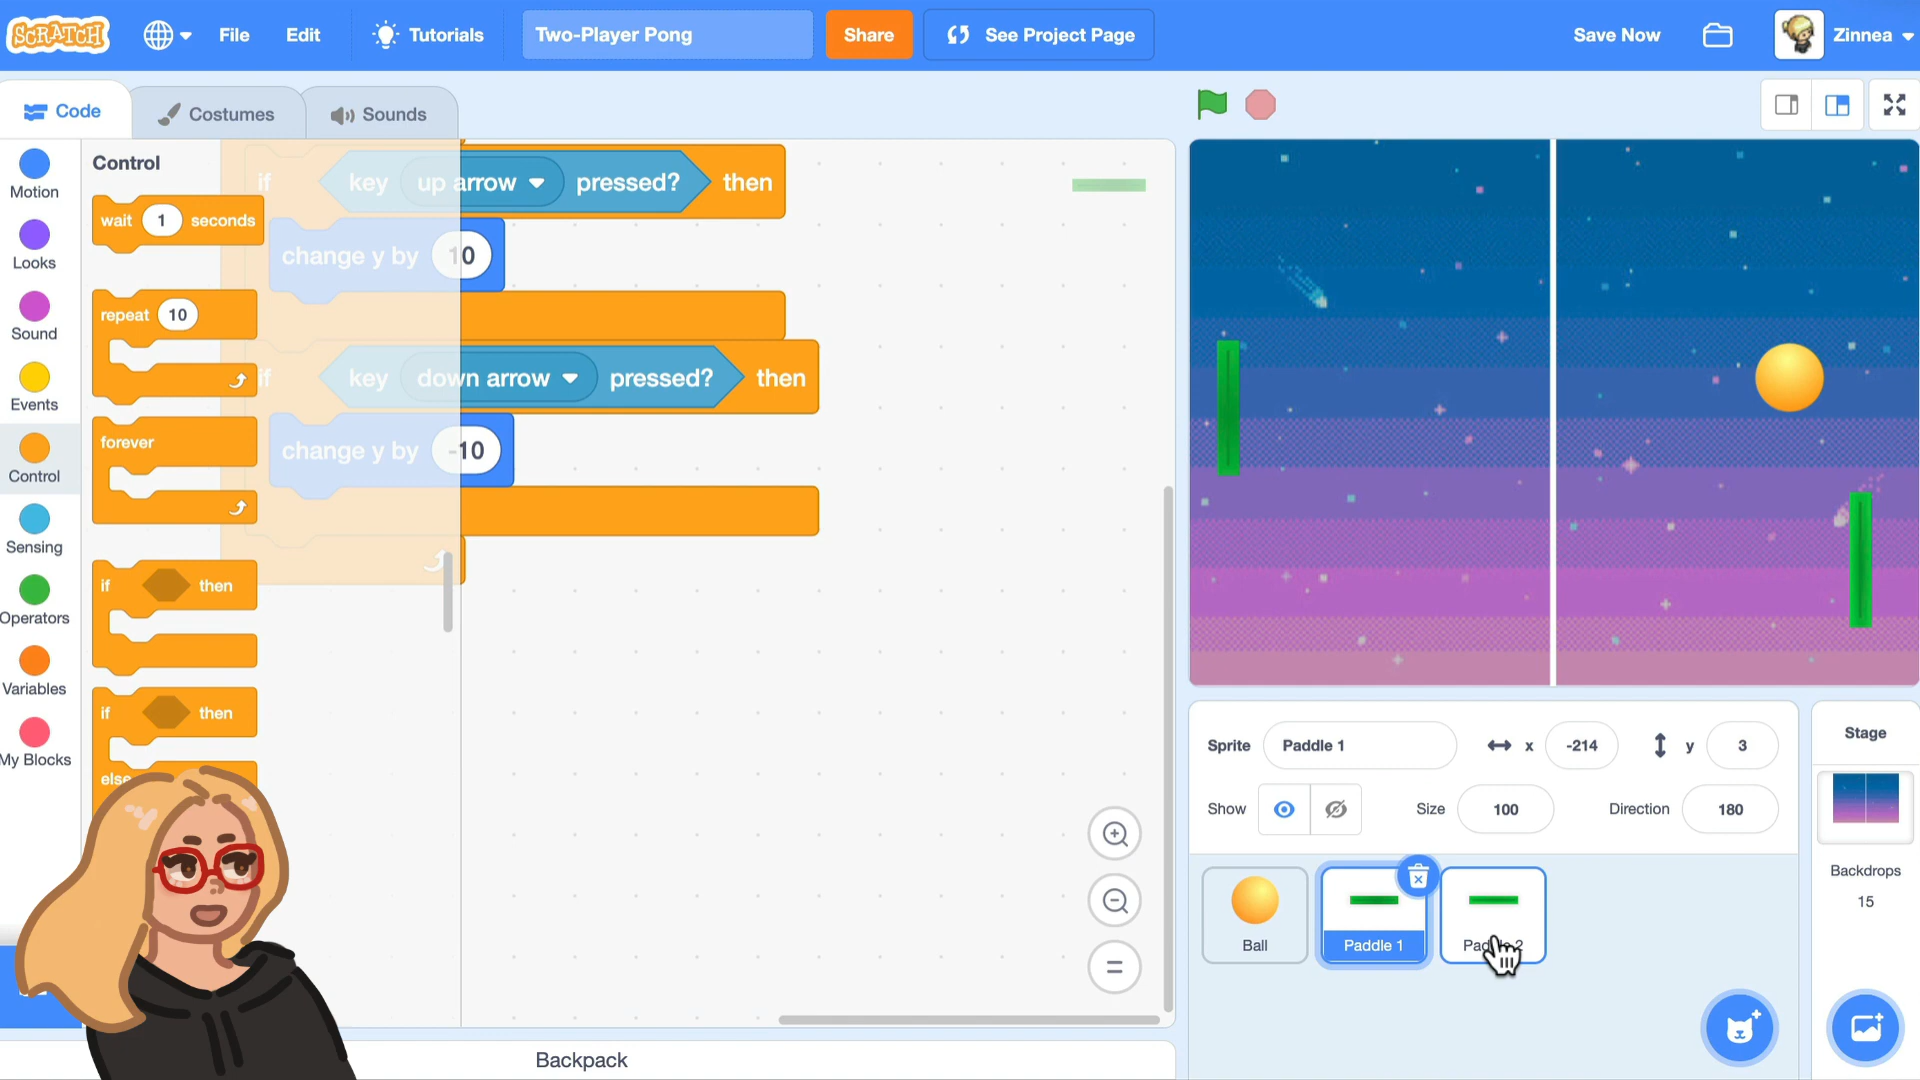 SCRATCH File Edit Tutorials Two-Player Pong Share See Project Page Save Now Zinnea
Code Costumes Sounds
Motion
Looks
Sound
Events
Control
Sensing
Operators
Variables
My Blocks
Control
wait 1 seconds
repeat 10
forever
if then
if then
else
if key up arrow pressed? then
change y by 10
if key down arrow pressed? then
change y by -10
Backpack
Sprite Paddle 1 x -214 y 3
Show Size 100 Direction 180
Ball
Paddle 1
Stage
Backdrops
15